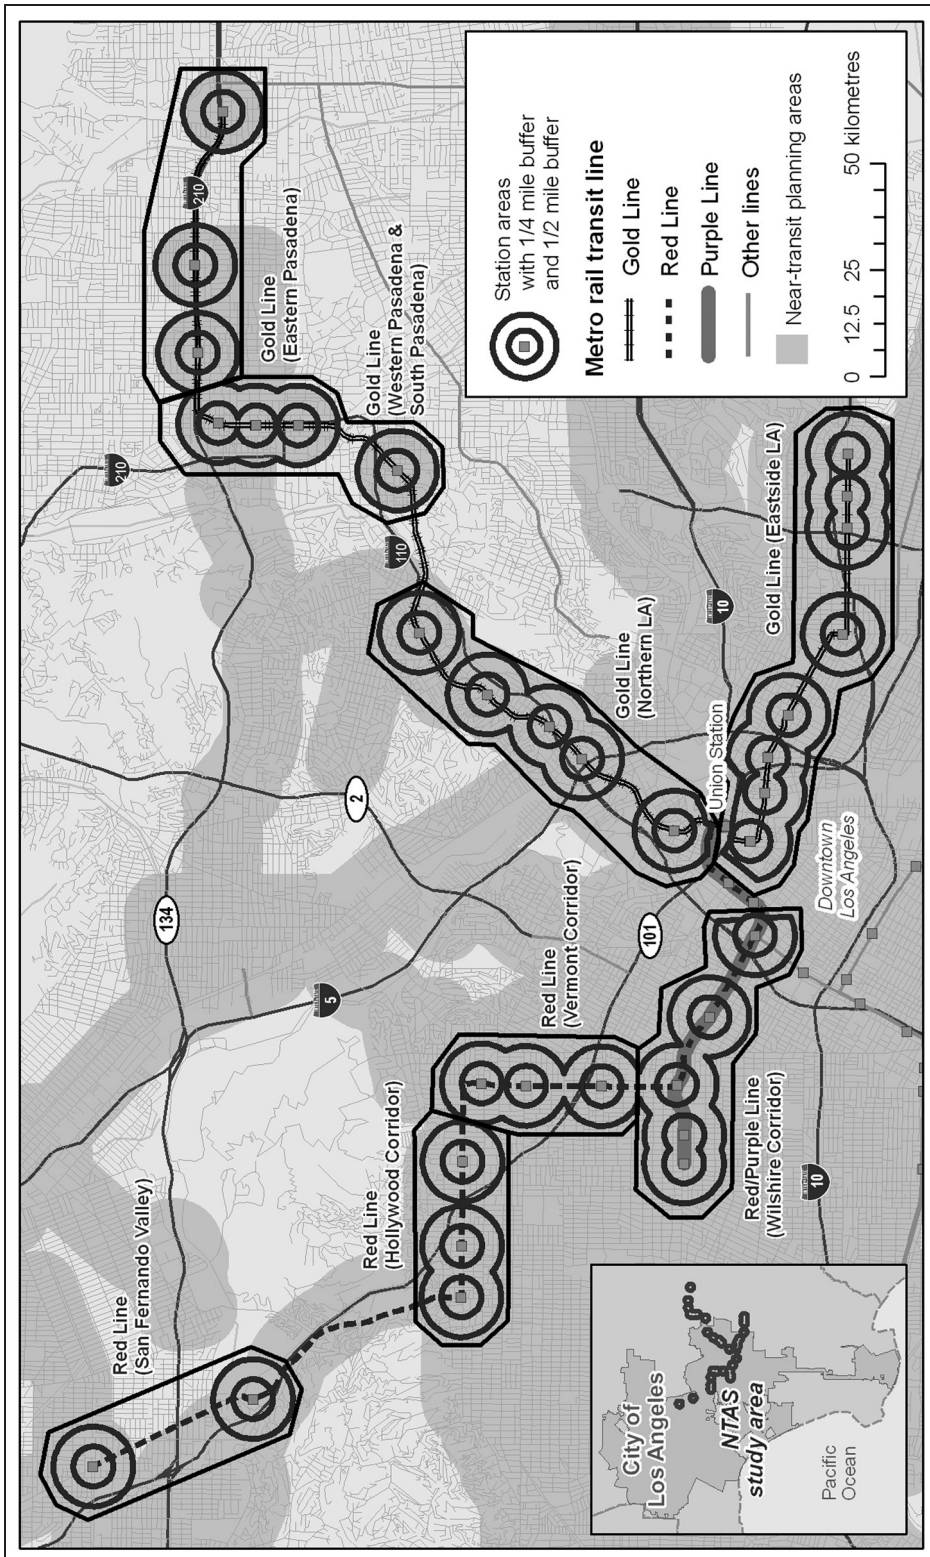 Red Line
(San Fernando Valley)
Red Line
(Hollywood Corridor)
Red Line
(Vermont Corridor)
Red/Purple Line
(Wilshire Corridor)
Gold Line
(Northern LA)
Gold Line
(Western Pasadena &
South Pasadena)
Gold Line
(Eastern Pasadena)
Gold Line (Eastside LA)
Union Station
Downtown
Los Angeles
134
5
2
101
10
10
110
210
210
City of
Los Angeles
NTAS
study area
Pacific
Ocean
Station areas
with 1/4 mile buffer
and 1/2 mile buffer
Metro rail transit line
Gold Line
Red Line
Purple Line
Other lines
Near-transit planning areas
0 12.5 25 50 kilometres